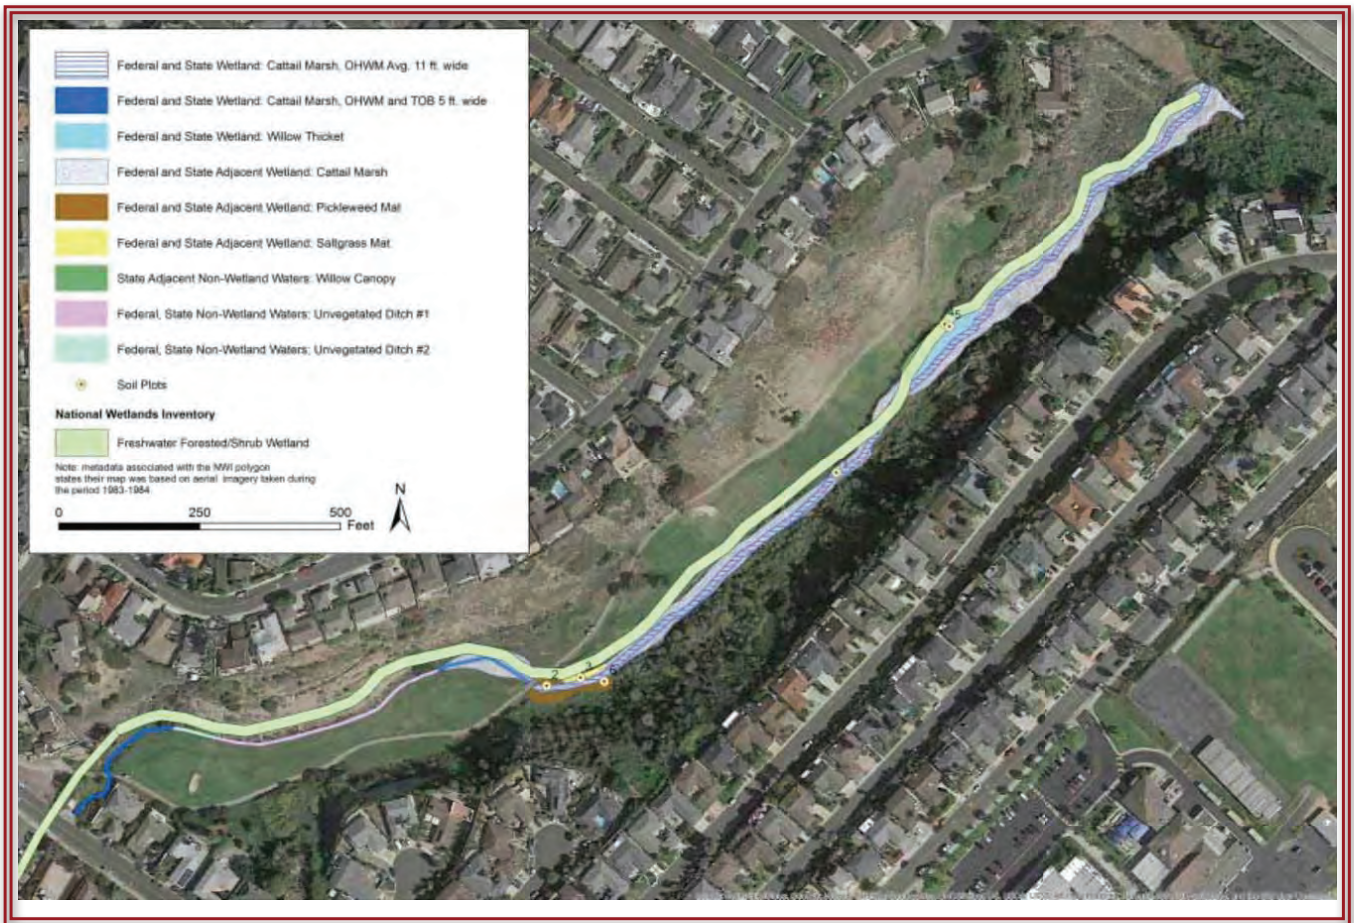 Federal and State Wetland: Cattail Marsh, OHWM Avg. 11 ft. wide
Federal and State Wetland: Cattail Marsh, OHWM and TOB 5 ft. wide
Federal and State Wetland: Willow Thicket
Federal and State Adjacent Wetland: Cattail Marsh
Federal and State Adjacent Wetland: Pickleweed Mat
Federal and State Adjacent Wetland: Saltgrass Mat
State Adjacent Non-Wetland Waters: Willow Canopy
Federal, State Non-Wetland Waters: Unvegetated Ditch #1
Federal, State Non-Wetland Waters: Unvegetated Ditch #2
Soil Plots
National Wetlands Inventory
Freshwater Forested/Shrub Wetland
Note: metadata associated with the NWI polygon
states their map was based on aerial imagery taken during
the period 1983-1984
N
0 250 500
Feet
5
2
3